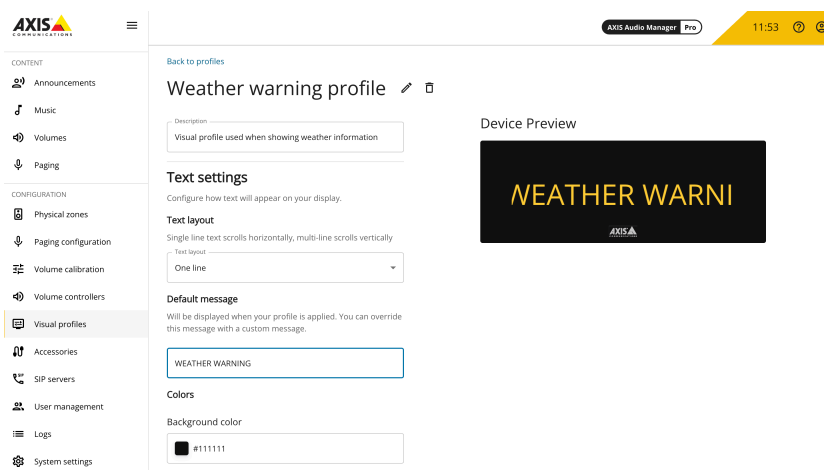 AXIS
COMMUNICATIONS
AXIS Audio Manager Pro
11:53
CONTENT
Announcements
Music
Volumes
Paging
CONFIGURATION
Physical zones
Paging configuration
Volume calibration
Volume controllers
Visual profiles
Accessories
SIP servers
User management
Logs
System settings
Back to profiles
Weather warning profile
Description
Visual profile used when showing weather information
Text settings
Configure how text will appear on your display.
Text layout
Single line text scrolls horizontally, multi-line scrolls vertically
Text layout
One line
Default message
Will be displayed when your profile is applied. You can override
this message with a custom message.
WEATHER WARNING
Colors
Background color
#111111
Device Preview
WEATHER WARNI
AXIS
COMMUNICATIONS